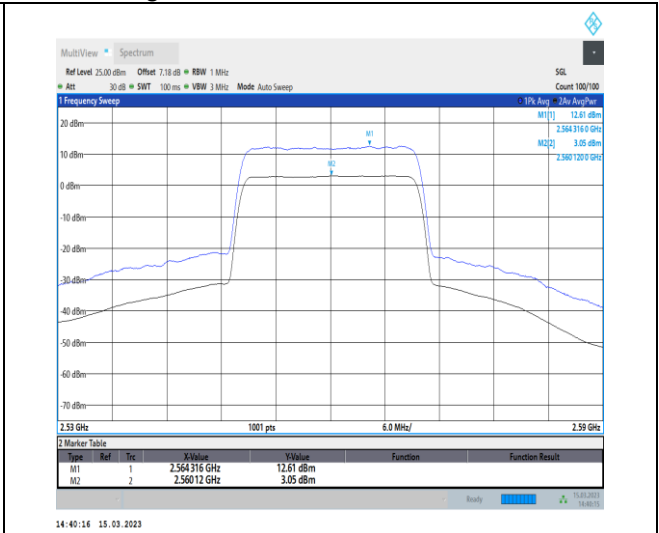 MultiView Spectrum
Ref Level 25.00 dBm Offset 7.18 dB RBW 1 MHz SGL
Att 30 dB SWT 100 ms VBW 3 MHz Mode Auto Sweep Count 100/100
1 Frequency Sweep 1Pk Avg 2Av AvgPwr
M1[1] 12.61 dBm
2.564 316 0 GHz
M2[2] 3.05 dBm
2.560 120 0 GHz
20 dBm
M1
10 dBm
M2
0 dBm
-10 dBm
-20 dBm
-30 dBm
-40 dBm
-50 dBm
-60 dBm
-70 dBm
2.53 GHz 1001 pts 6.0 MHz/ 2.59 GHz
2 Marker Table
Type Ref Trc X-Value Y-Value Function Function Result
M1 1 2.564 316 GHz 12.61 dBm
M2 2 2.560 12 GHz 3.05 dBm
Ready 15.03.2023
14:40:15
14:40:16 15.03.2023